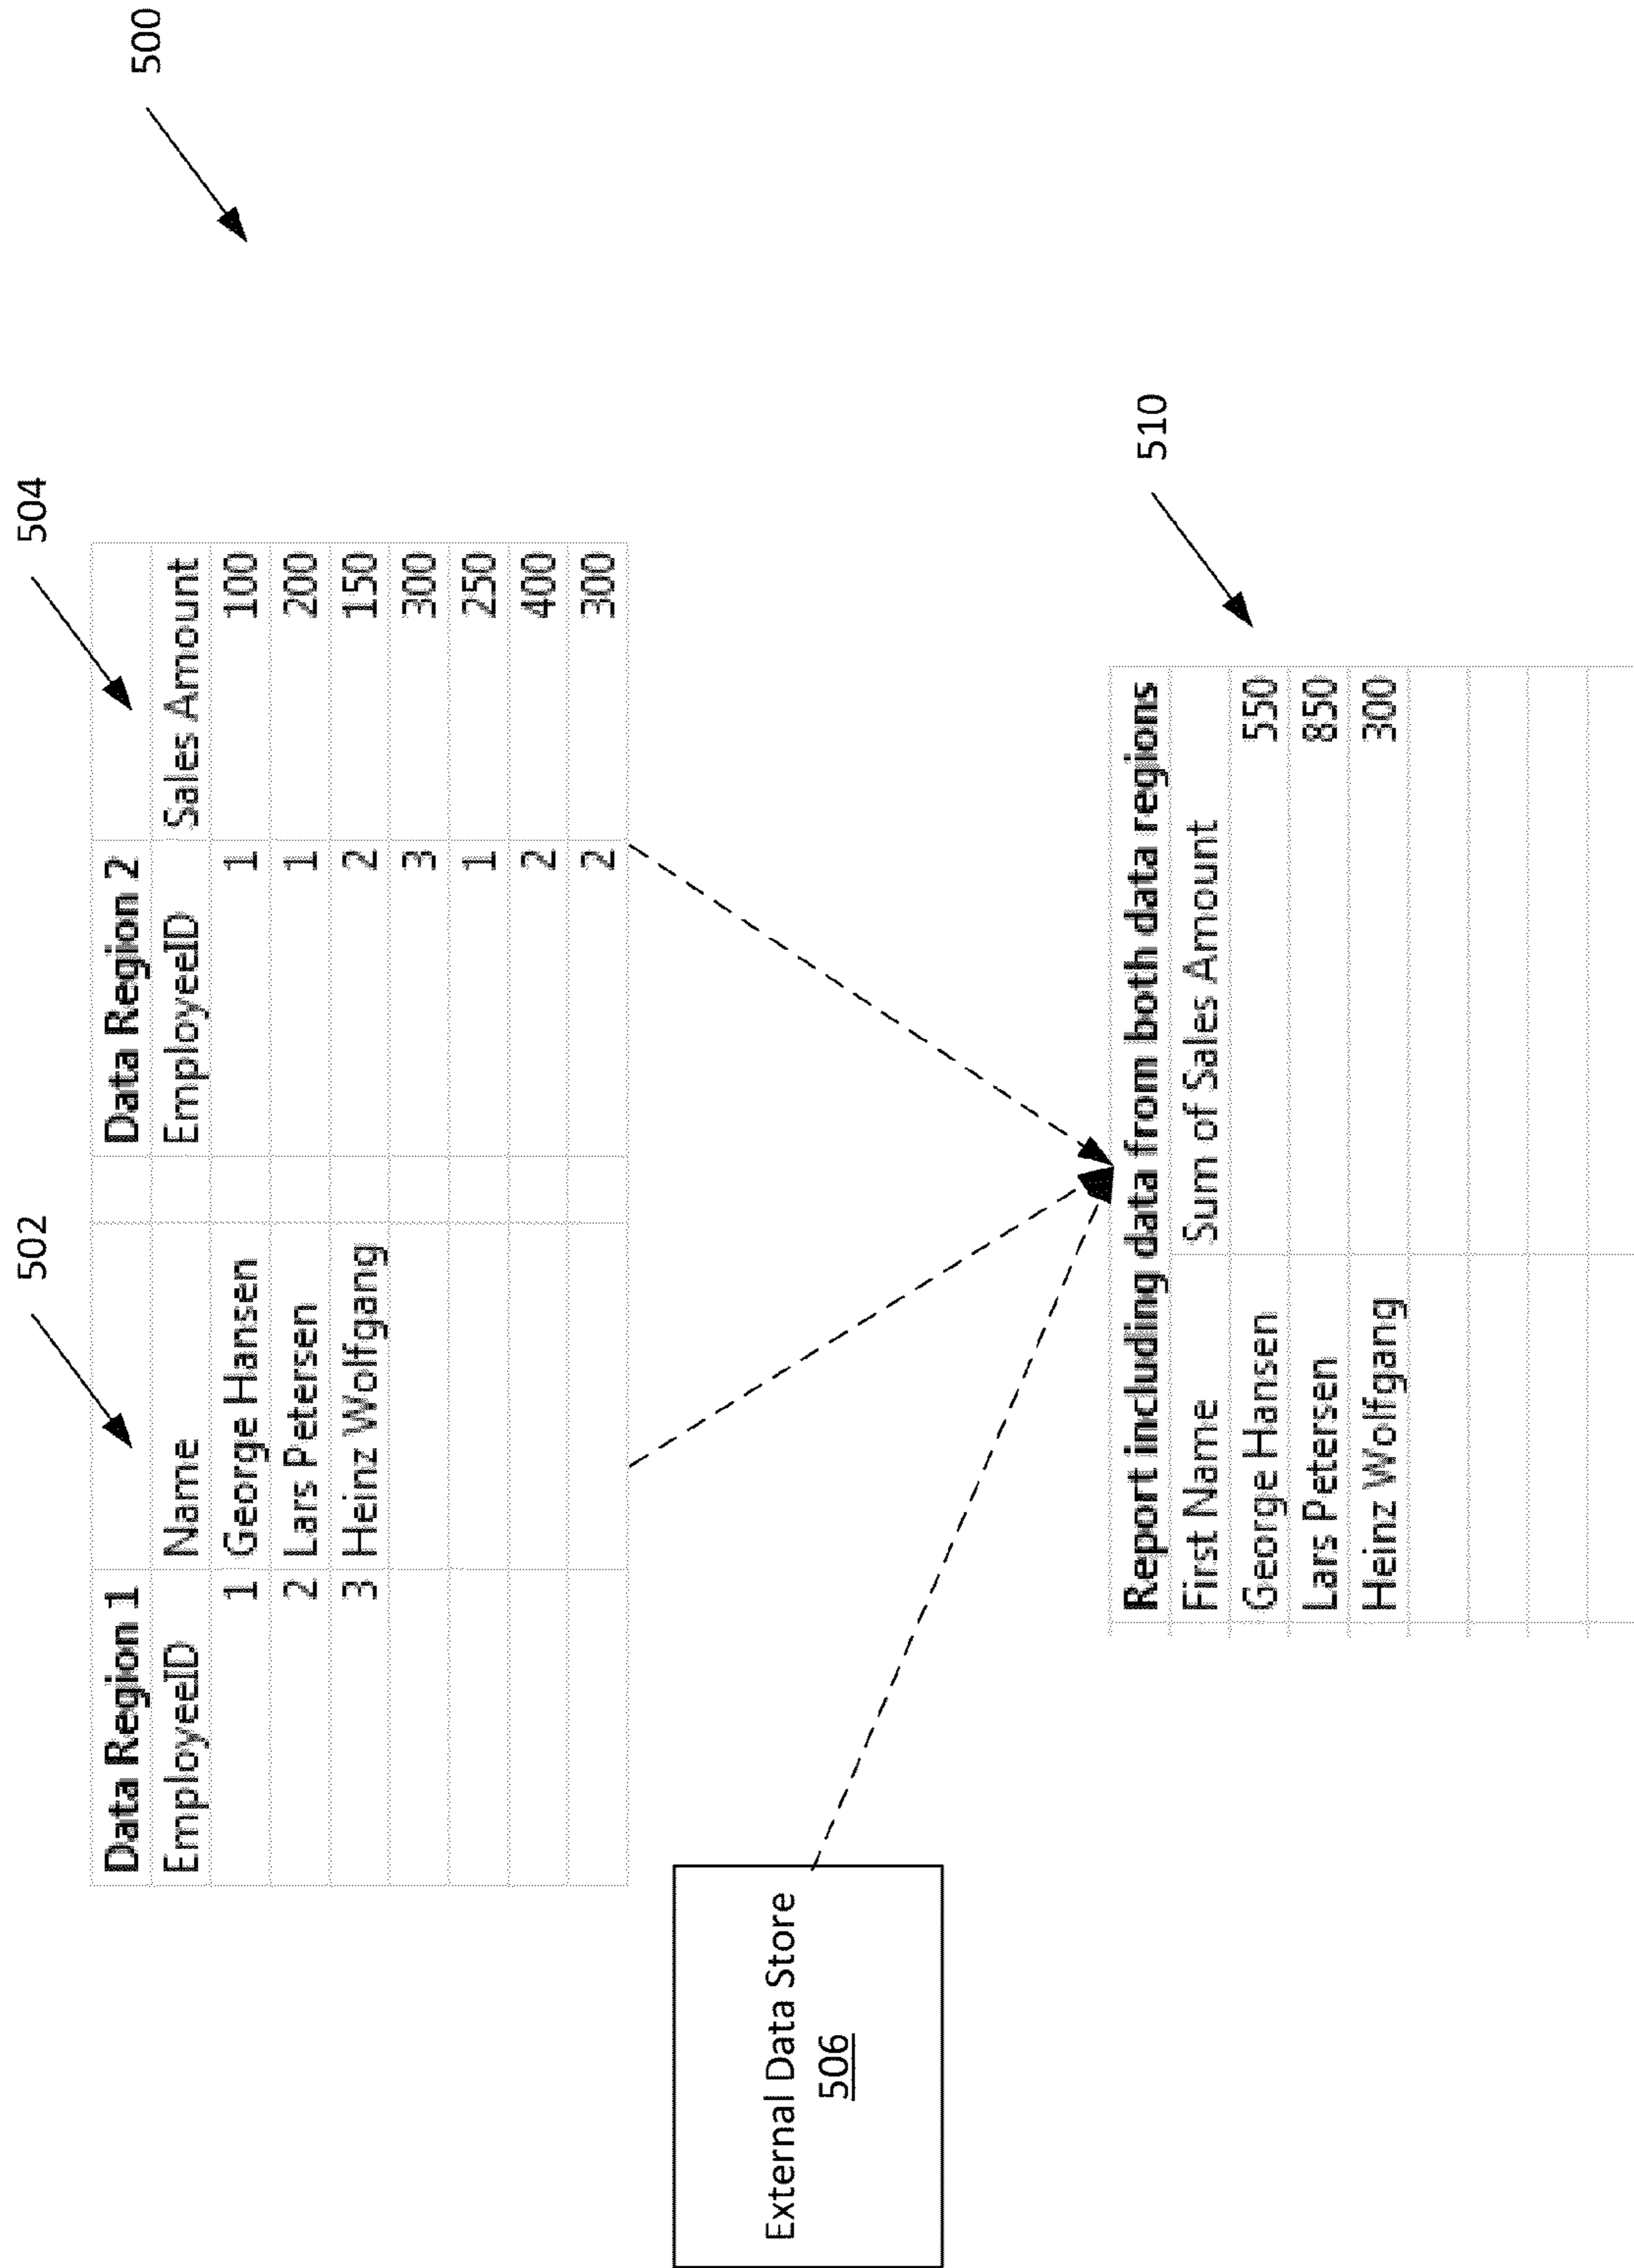 500
502 504
Data Region 1 Data Region 2
EmployeeID Name EmployeeID Sales Amount
1 George Hansen 1 100
2 Lars Petersen 1 200
3 Heinz Wolfgang 2 150
3 300
1 250
2 400
2 300
External Data Store
506
510
Report including data from both data regions
First Name Sum of Sales Amount
George Hansen 550
Lars Petersen 850
Heinz Wolfgang 300